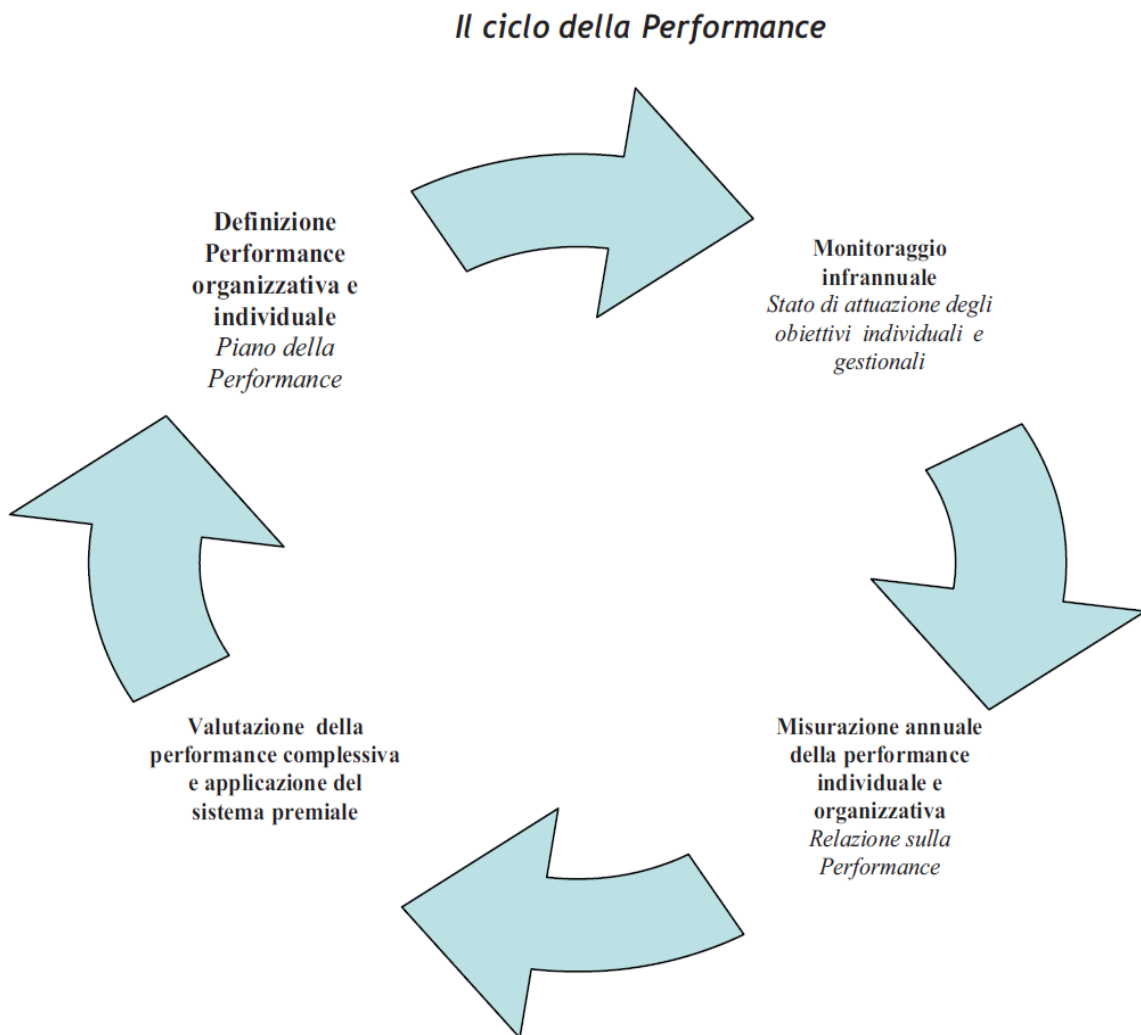 Il ciclo della Performance
Definizione
Performance
organizzativa e
individuale
Piano della
Performance
Monitoraggio
infrannuale
Stato di attuazione degli
obiettivi individuali e
gestionali
Misurazione annuale
della performance
individuale e
organizzativa
Relazione sulla
Performance
Valutazione della
performance complessiva
e applicazione del
sistema premiale